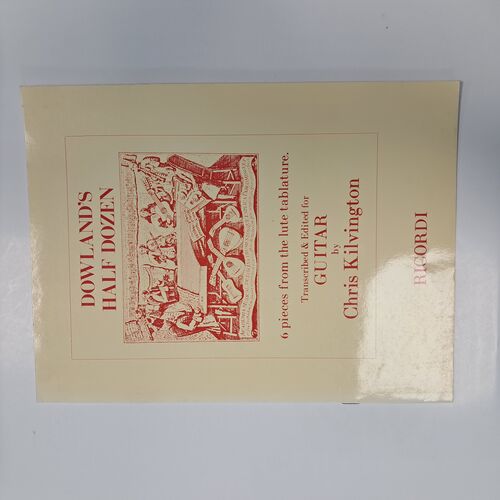 DOWLAND'S
HALF DOZEN
6 pieces from the lute tablature.
Transcribed & Edited for
GUITAR
by
Chris Kilvington
RICORDI